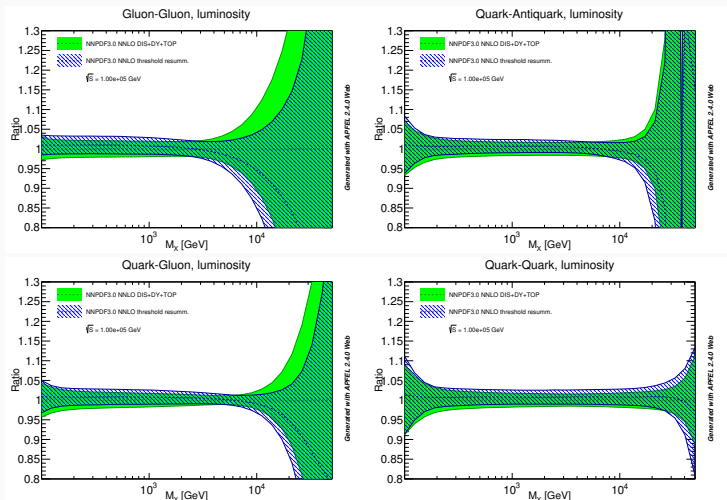 Gluon-Gluon, luminosity
1.3
1.25
1.2
1.15
1.1
1.05
1
0.95
0.9
0.85
0.8
Ratio
NNPDF3.0 NNLO DIS+DY+TOP
NNPDF3.0 NNLO threshold resumm.
√S = 1.00e+05 GeV
10³
10⁴
M_X [GeV]
Generated with APFEL 2.4.0 Web
Quark-Antiquark, luminosity
1.3
1.25
1.2
1.15
1.1
1.05
1
0.95
0.9
0.85
0.8
Ratio
NNPDF3.0 NNLO DIS+DY+TOP
NNPDF3.0 NNLO threshold resumm.
√S = 1.00e+05 GeV
10³
10⁴
M_X [GeV]
Generated with APFEL 2.4.0 Web
Quark-Gluon, luminosity
1.3
1.25
1.2
1.15
1.1
1.05
1
0.95
0.9
0.85
0.8
Ratio
NNPDF3.0 NNLO DIS+DY+TOP
NNPDF3.0 NNLO threshold resumm.
√S = 1.00e+05 GeV
10³
10⁴
M_X [GeV]
Generated with APFEL 2.4.0 Web
Quark-Quark, luminosity
1.3
1.25
1.2
1.15
1.1
1.05
1
0.95
0.9
0.85
0.8
Ratio
NNPDF3.0 NNLO DIS+DY+TOP
NNPDF3.0 NNLO threshold resumm.
√S = 1.00e+05 GeV
10³
10⁴
M_X [GeV]
Generated with APFEL 2.4.0 Web